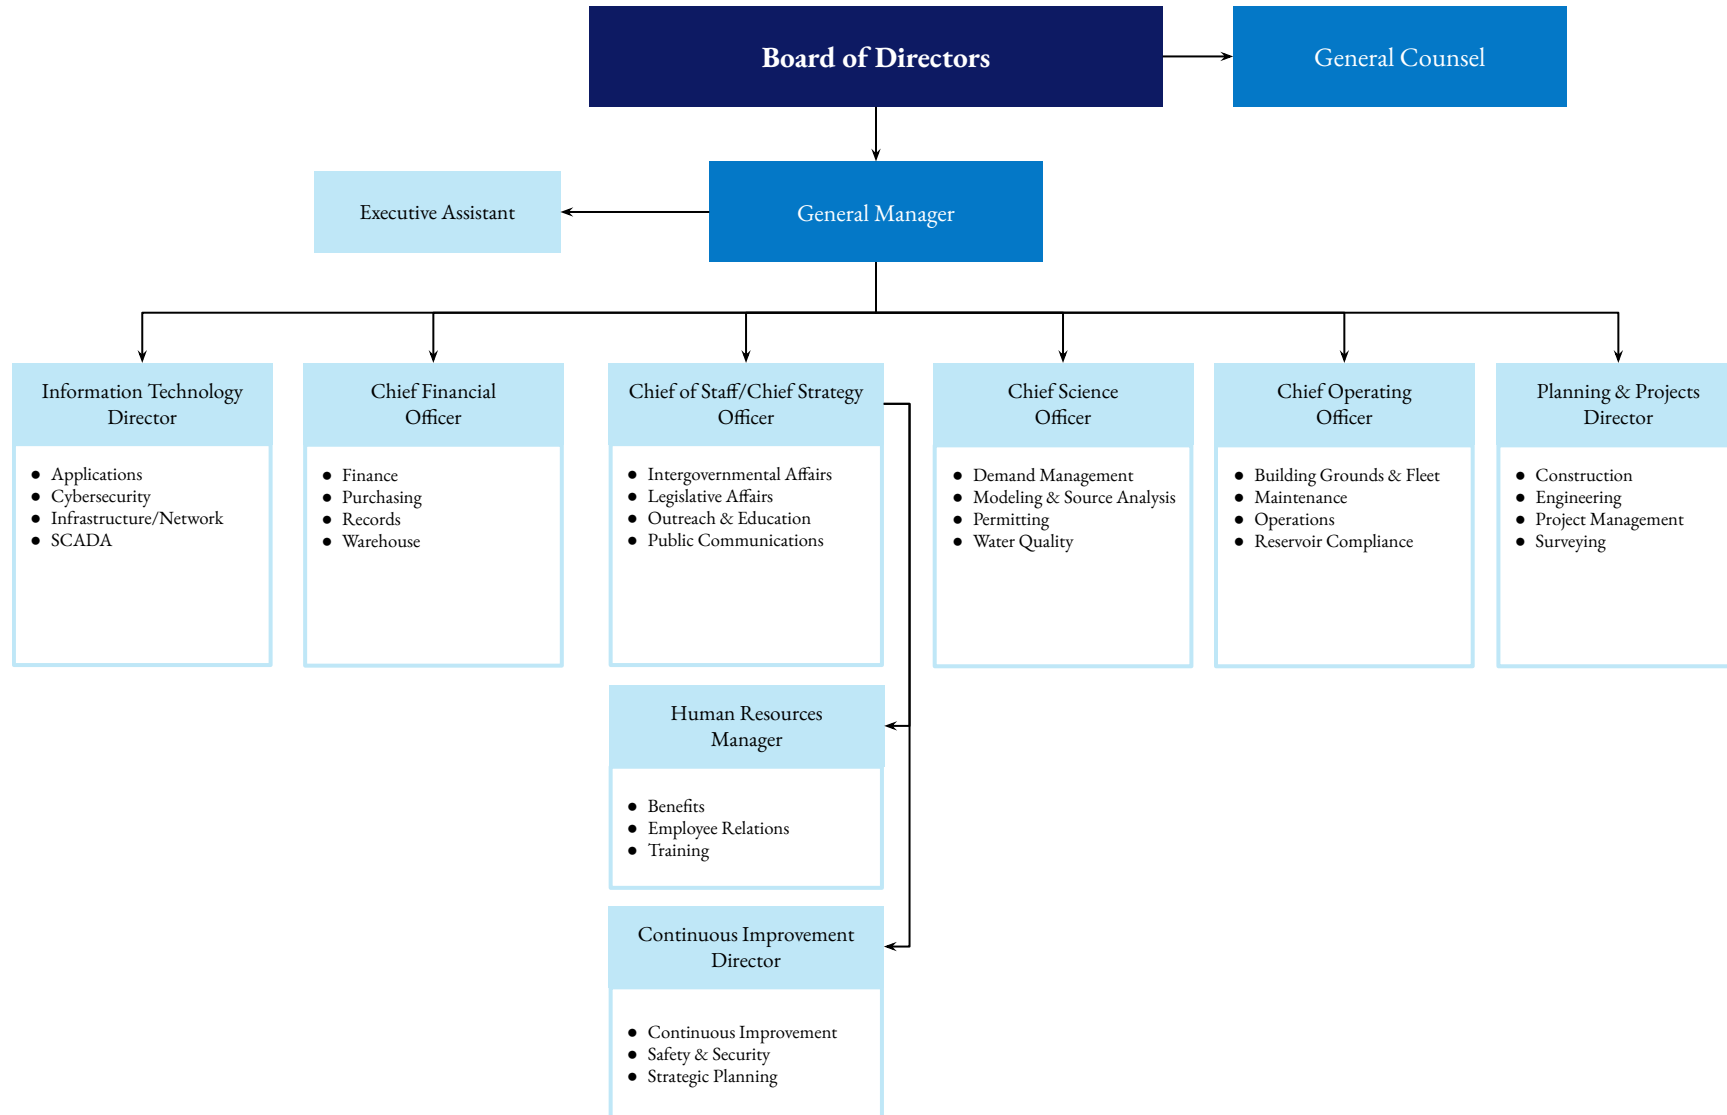 Board of Directors
General Counsel
Executive Assistant
General Manager
Information Technology
Director
● Applications
● Cybersecurity
● Infrastructure/Network
● SCADA
Chief Financial
Officer
● Finance
● Purchasing
● Records
● Warehouse
Chief of Staff/Chief Strategy
Officer
● Intergovernmental Affairs
● Legislative Affairs
● Outreach & Education
● Public Communications
Chief Science
Officer
● Demand Management
● Modeling & Source Analysis
● Permitting
● Water Quality
Chief Operating
Officer
● Building Grounds & Fleet
● Maintenance
● Operations
● Reservoir Compliance
Planning & Projects
Director
● Construction
● Engineering
● Project Management
● Surveying
Human Resources
Manager
● Benefits
● Employee Relations
● Training
Continuous Improvement
Director
● Continuous Improvement
● Safety & Security
● Strategic Planning